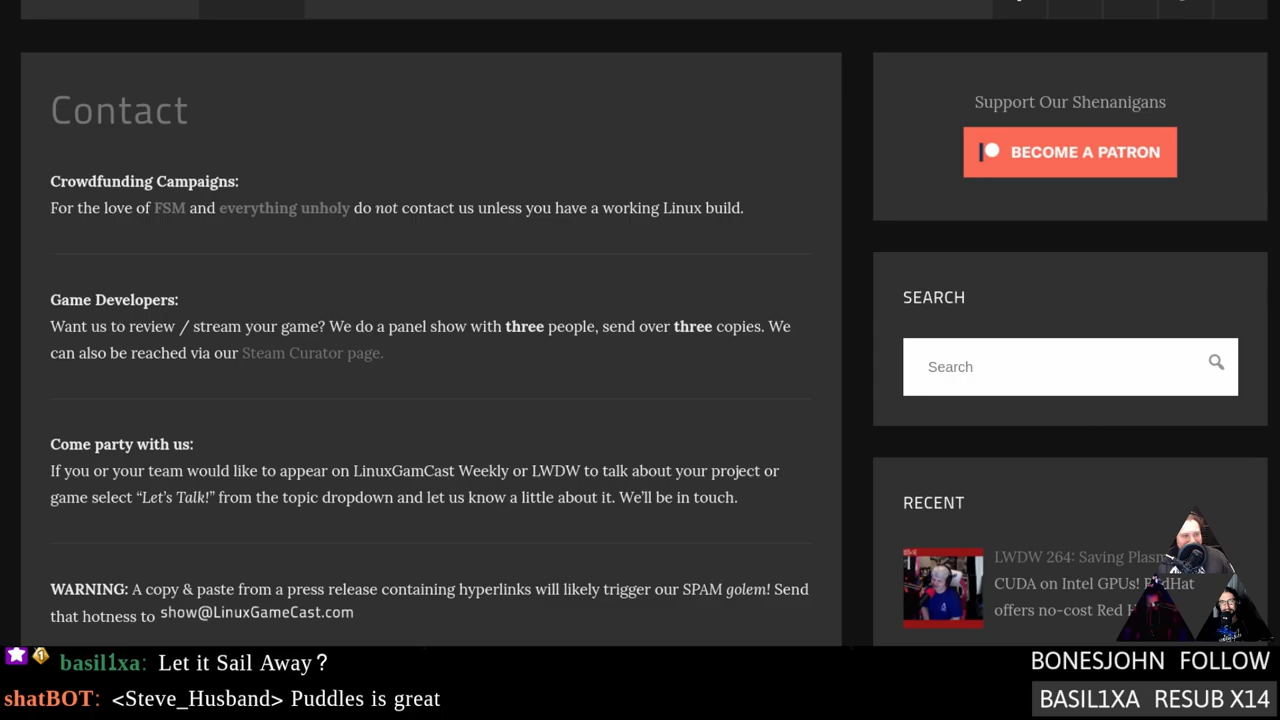 Contact
Crowdfunding Campaigns:
For the love of FSM and everything unholy do not contact us unless you have a working Linux build.
Game Developers:
Want us to review / stream your game? We do a panel show with three people, send over three copies. We
can also be reached via our Steam Curator page.
Come party with us:
If you or your team would like to appear on LinuxGamCast Weekly or LWDW to talk about your project or
game select “Let’s Talk!” from the topic dropdown and let us know a little about it. We’ll be in touch.
WARNING: A copy & paste from a press release containing hyperlinks will likely trigger our SPAM golem! Send
that hotness to show@LinuxGameCast.com
Support Our Shenanigans
BECOME A PATRON
SEARCH
Search
RECENT
LWDW 264: Saving
CUDA on Intel GPUs! RedHat
offers no-cost Red
basil1xa: Let it Sail Away?
shatBOT: <Steve_Husband> Puddles is great
BONESJOHN FOLLOW
BASIL1XA RESUB X14